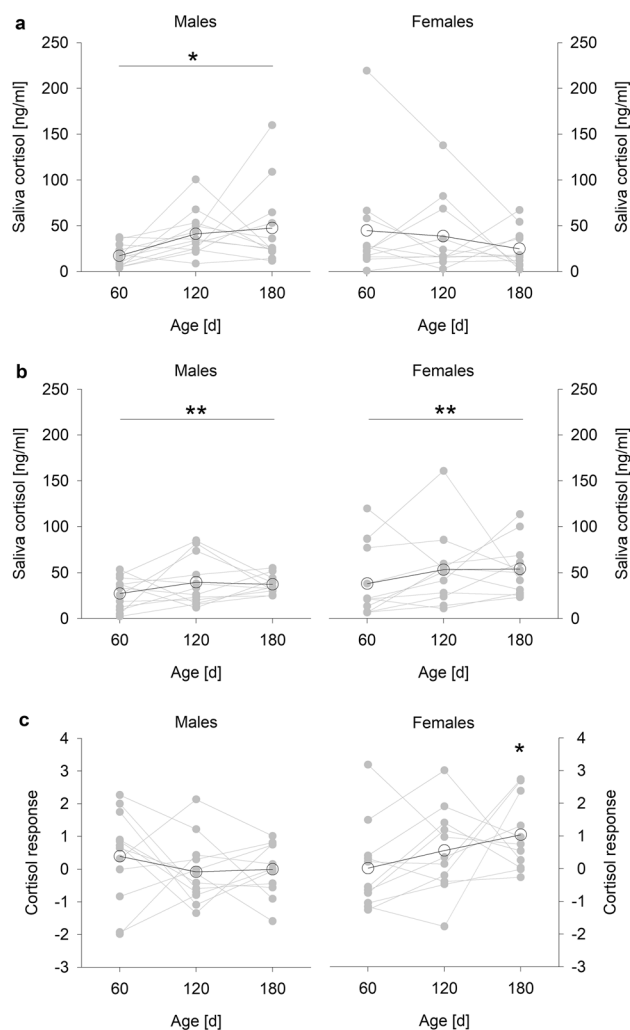 a
Males
Females
Saliva cortisol [ng/ml]
250
200
150
100
50
0
*
60
120
180
Age [d]
60
120
180
Age [d]
250
200
150
100
50
0
Saliva cortisol [ng/ml]
b
Males
Females
Saliva cortisol [ng/ml]
250
200
150
100
50
0
**
60
120
180
Age [d]
**
60
120
180
Age [d]
250
200
150
100
50
0
Saliva cortisol [ng/ml]
c
Males
Females
Cortisol response
4
3
2
1
0
-1
-2
-3
60
120
180
Age [d]
*
60
120
180
Age [d]
4
3
2
1
0
-1
-2
-3
Cortisol response